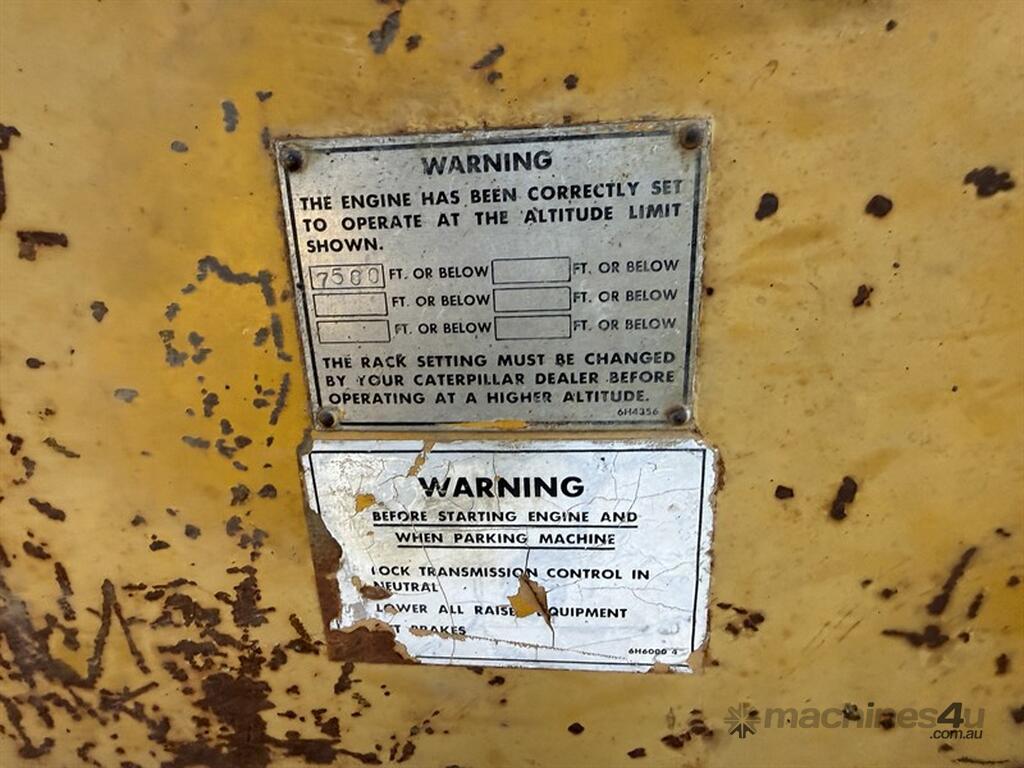 WARNING
THE ENGINE HAS BEEN CORRECTLY SET
TO OPERATE AT THE ALTITUDE LIMIT
SHOWN.
7500 FT. OR BELOW FT. OR BELOW
FT. OR BELOW FT. OR BELOW
FT. OR BELOW FT. OR BELOW
THE RACK SETTING MUST BE CHANGED
BY YOUR CATERPILLAR DEALER BEFORE
OPERATING AT A HIGHER ALTITUDE.
6H4356
WARNING
BEFORE STARTING ENGINE AND
WHEN PARKING MACHINE
LOCK TRANSMISSION CONTROL IN
NEUTRAL
LOWER ALL RAISED EQUIPMENT
BRAKES
6H6000 4
machines4u
.com.au